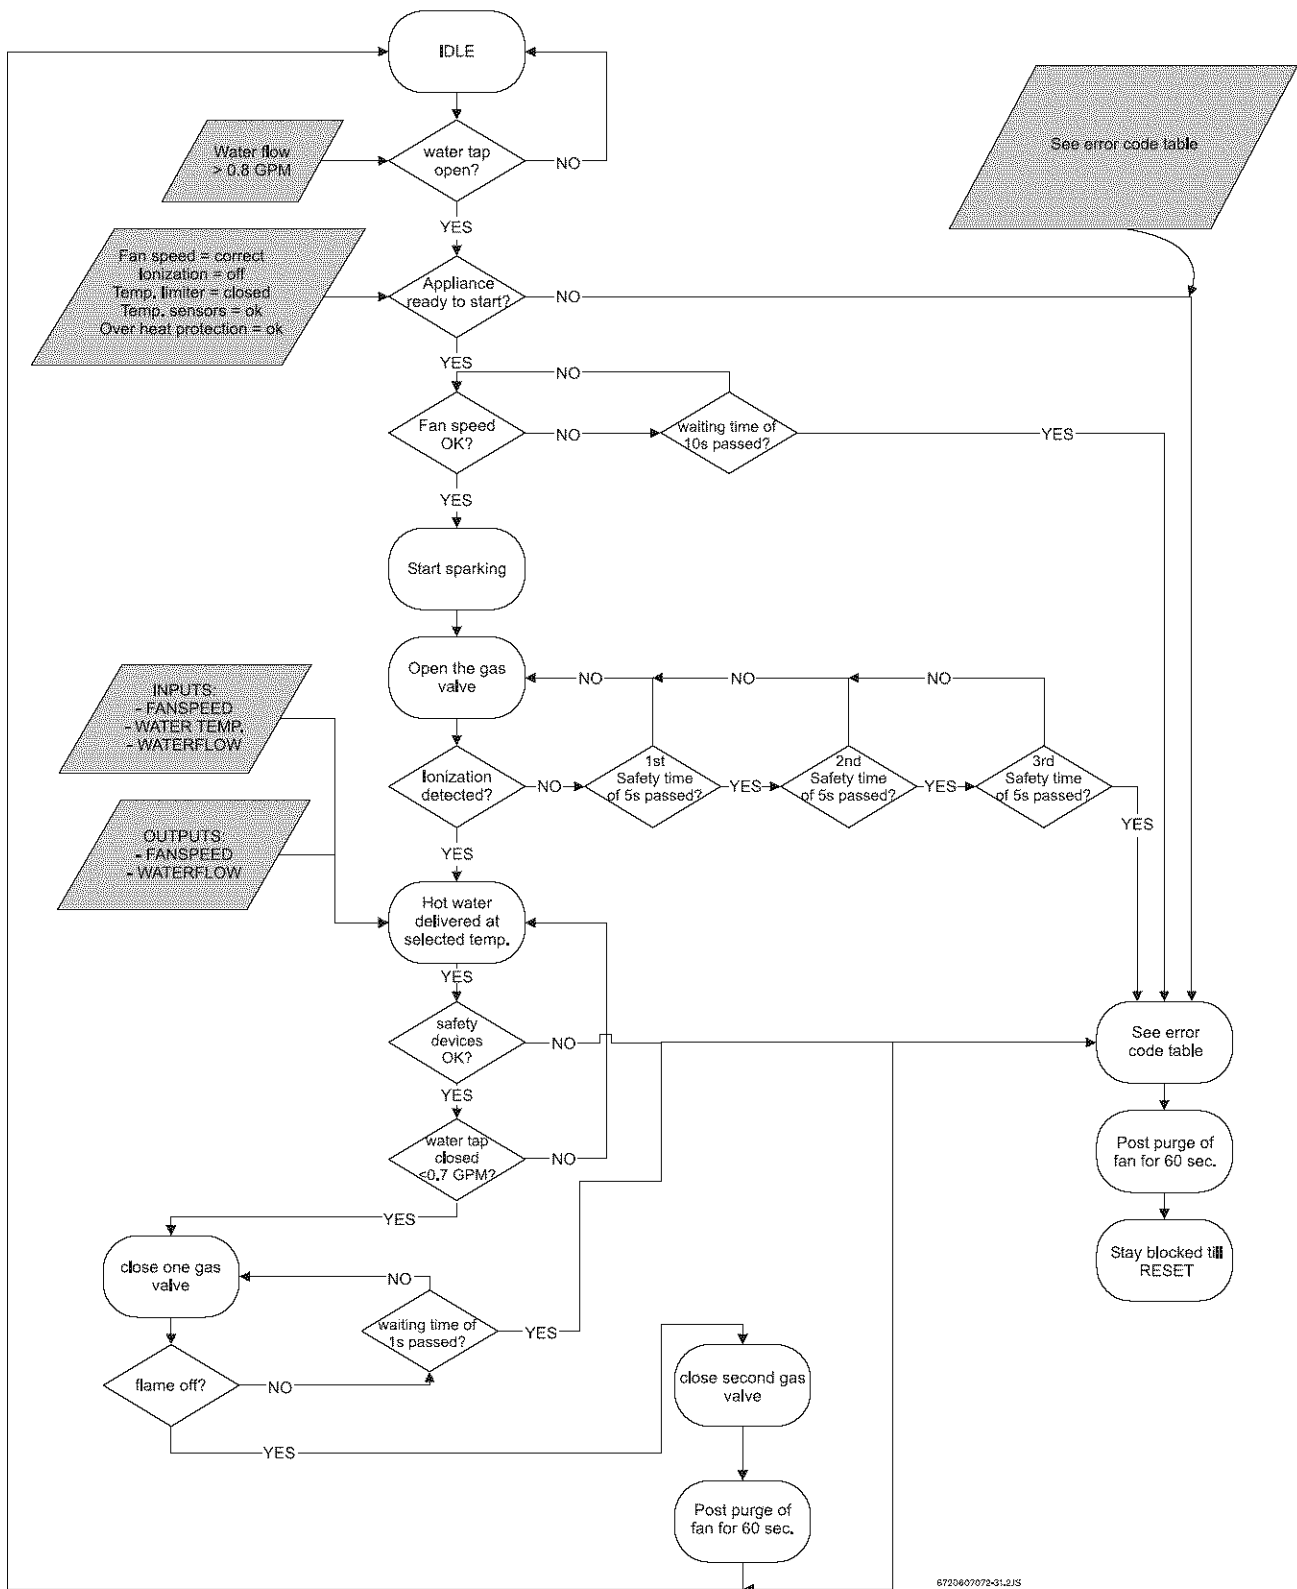 IDLE
Water flow
> 0.8 GPM
water tap
open?
NO
See error code table
YES
Fan speed = correct
Ionization = off
Temp. limiter = closed
Temp. sensors = ok
Over heat protection = ok
Appliance
ready to start?
NO
YES
NO
Fan speed
OK?
NO
waiting time of
10s passed?
YES
YES
Start sparking
Open the gas
valve
NO
NO
NO
INPUTS:
- FANSPEED
- WATER TEMP.
- WATERFLOW
Ionization
detected?
NO
1st
Safety time
of 5s passed?
YES
2nd
Safety time
of 5s passed?
YES
3rd
Safety time
of 5s passed?
YES
OUTPUTS:
- FANSPEED
- WATERFLOW
YES
Hot water
delivered at
selected temp.
YES
safety
devices
OK?
NO
See error
code table
YES
water tap
closed
<0.7 GPM?
NO
Post purge of
fan for 60 sec.
YES
close one gas
valve
NO
Stay blocked till
RESET
waiting time of
1s passed?
YES
flame off?
NO
close second gas
valve
YES
Post purge of
fan for 60 sec.
6720607072-31.2JS